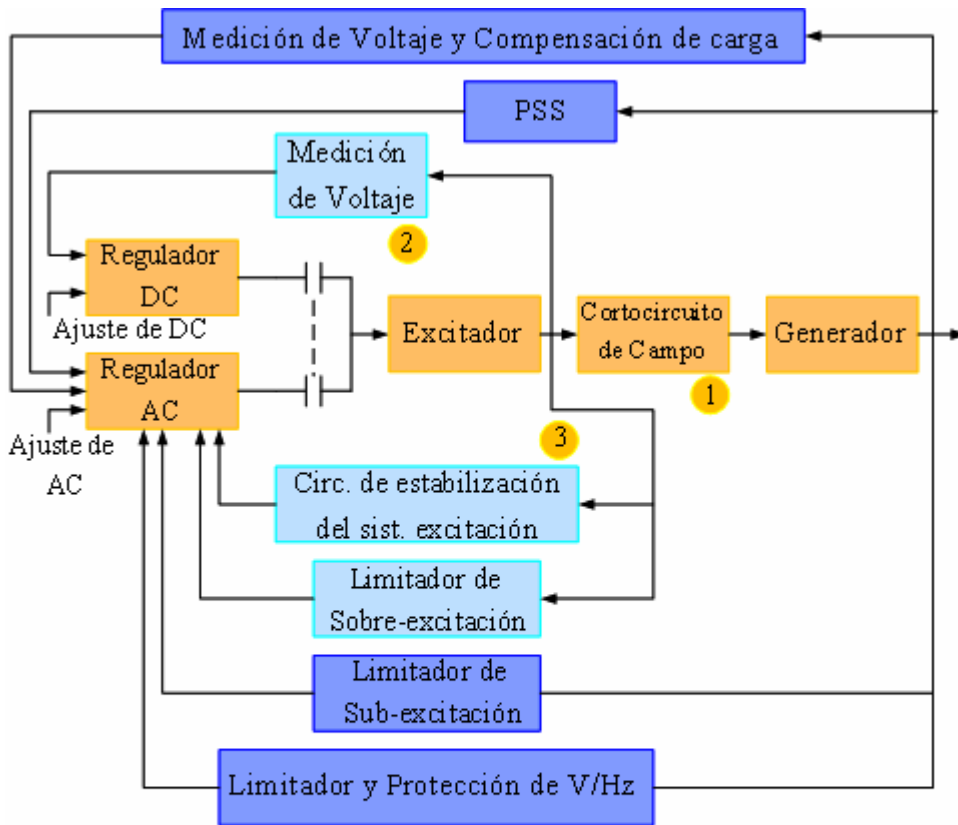 Medición de Voltaje y Compensación de carga
PSS
Medición
de Voltaje
2
Regulador
DC
Ajuste de DC
Excitador
Cortocircuito
de Campo
1
Generador
Regulador
AC
Ajuste de
AC
3
Circ. de estabilización
del sist. excitación
Limitador de
Sobre-excitación
Limitador de
Sub-excitación
Limitador y Protección de V/Hz